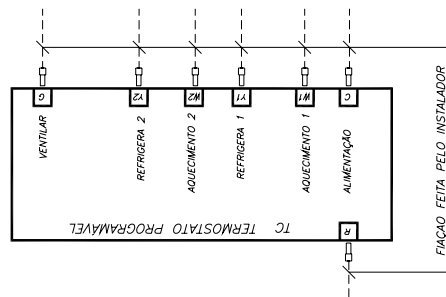 G Y2 W2 Y1 W1 C
VENTILAR
REFRIGERA 2
AQUECIMENTO 2
REFRIGERA 1
AQUECIMENTO 1
ALIMENTAÇÃO
R
TC TERMOSTATO PROGRAMÁVEL
FIAÇÃO FEITA PELO INSTALADOR